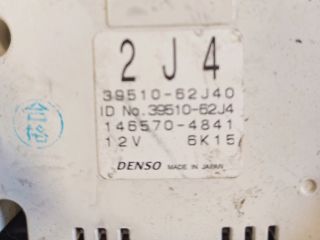 2J4
39510-62J40
ID No. 39510-62J4
146570-4841
12V 6K15
DENSO MADE IN JAPAN